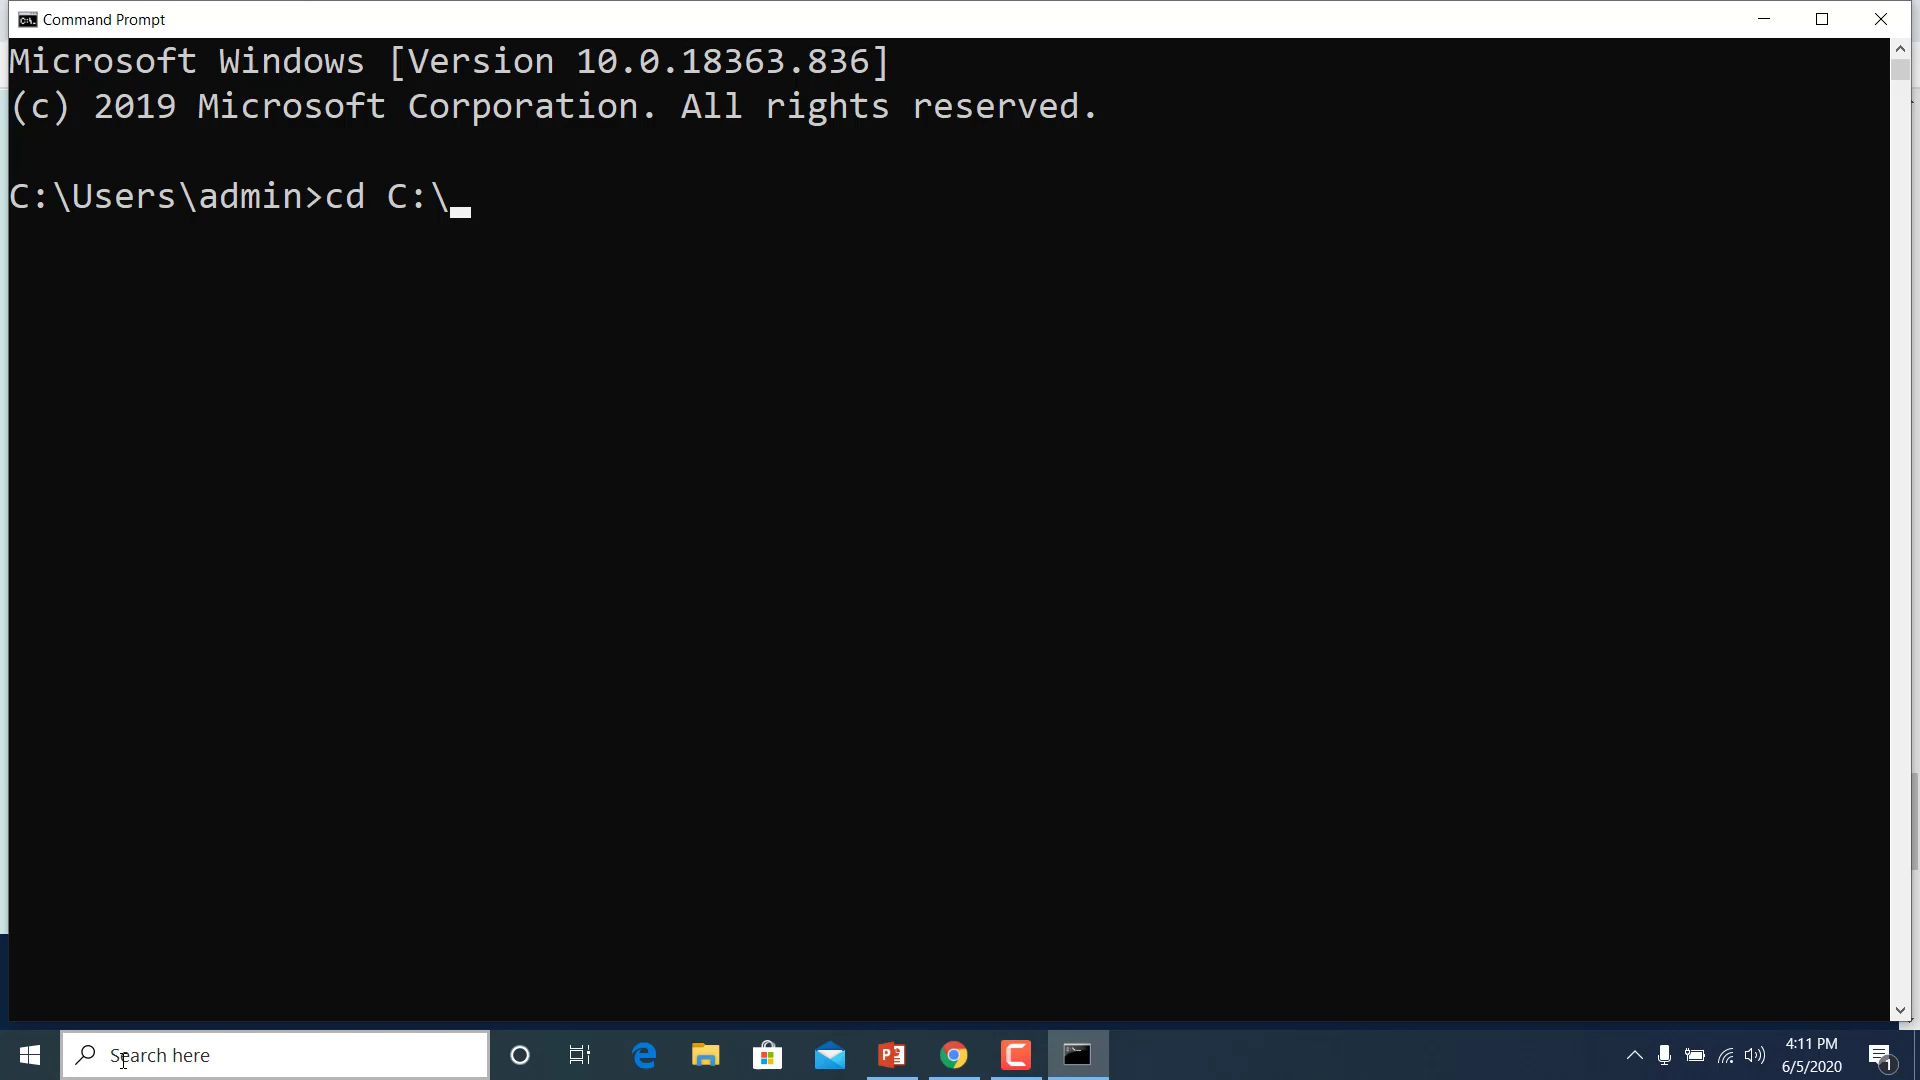 Command Prompt
Microsoft Windows [Version 10.0.18363.836]
(c) 2019 Microsoft Corporation. All rights reserved.
C:\Users\admin>cd C:\
Search here
4:11 PM
6/5/2020
1